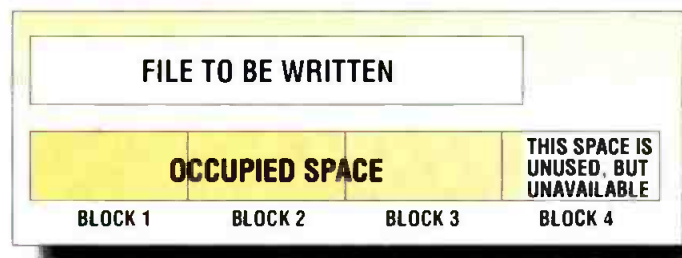 FILE TO BE WRITTEN
OCCUPIED SPACE
THIS SPACE IS
UNUSED, BUT
UNAVAILABLE
BLOCK 1 BLOCK 2 BLOCK 3 BLOCK 4